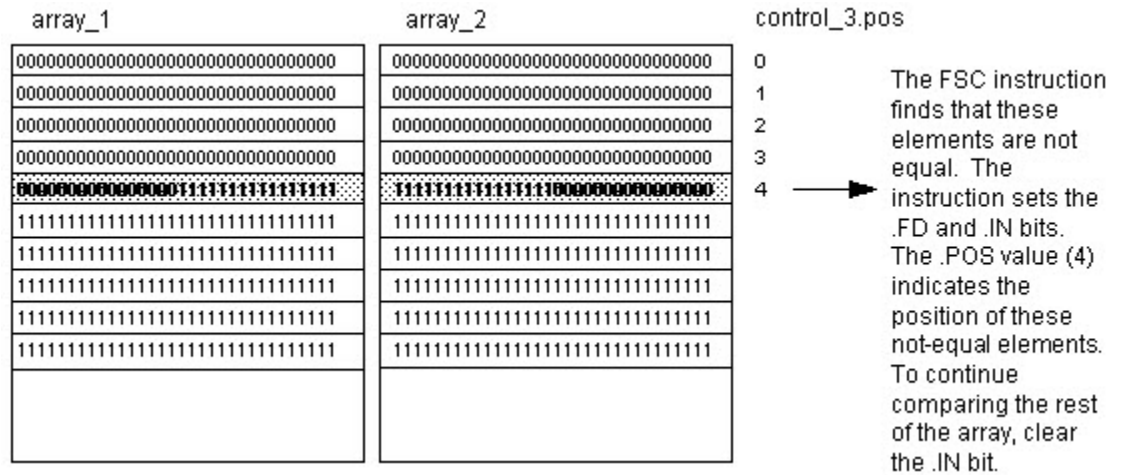 array_1 array_2 control_3.pos
00000000000000000000000000000000 00000000000000000000000000000000 0
00000000000000000000000000000000 00000000000000000000000000000000 1
00000000000000000000000000000000 00000000000000000000000000000000 2
00000000000000000000000000000000 00000000000000000000000000000000 3
00000000000000001111111111111111 11111111111111110000000000000000 4
11111111111111111111111111111111 11111111111111111111111111111111
11111111111111111111111111111111 11111111111111111111111111111111
11111111111111111111111111111111 11111111111111111111111111111111
11111111111111111111111111111111 11111111111111111111111111111111
11111111111111111111111111111111 11111111111111111111111111111111
The FSC instruction
finds that these
elements are not
equal. The
instruction sets the
.FD and .IN bits.
The .POS value (4)
indicates the
position of these
not-equal elements.
To continue
comparing the rest
of the array, clear
the .IN bit.